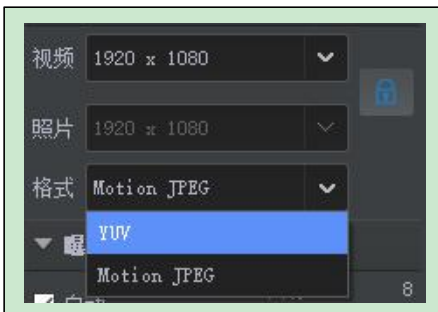 视频 1920 x 1080
照片 1920 x 1080
格式 Motion JPEG
YUV
Motion JPEG
8